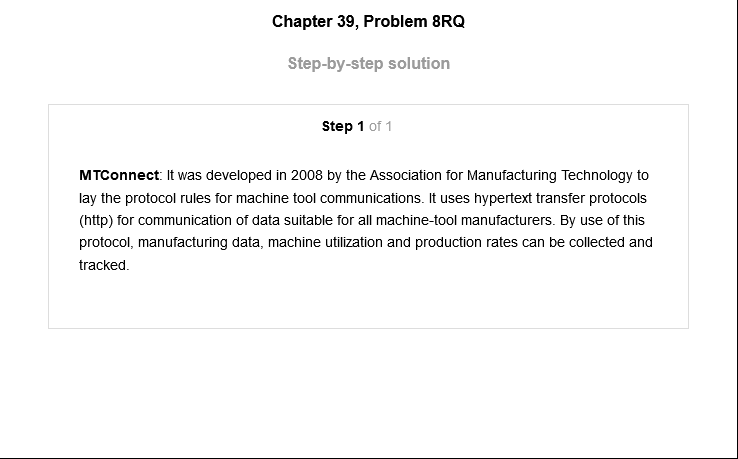 Chapter 39, Problem 8RQ
Step-by-step solution
Step 1 of 1
MTConnect: It was developed in 2008 by the Association for Manufacturing Technology to
lay the protocol rules for machine tool communications. It uses hypertext transfer protocols
(http) for communication of data suitable for all machine-tool manufacturers. By use of this
protocol, manufacturing data, machine utilization and production rates can be collected and
tracked.